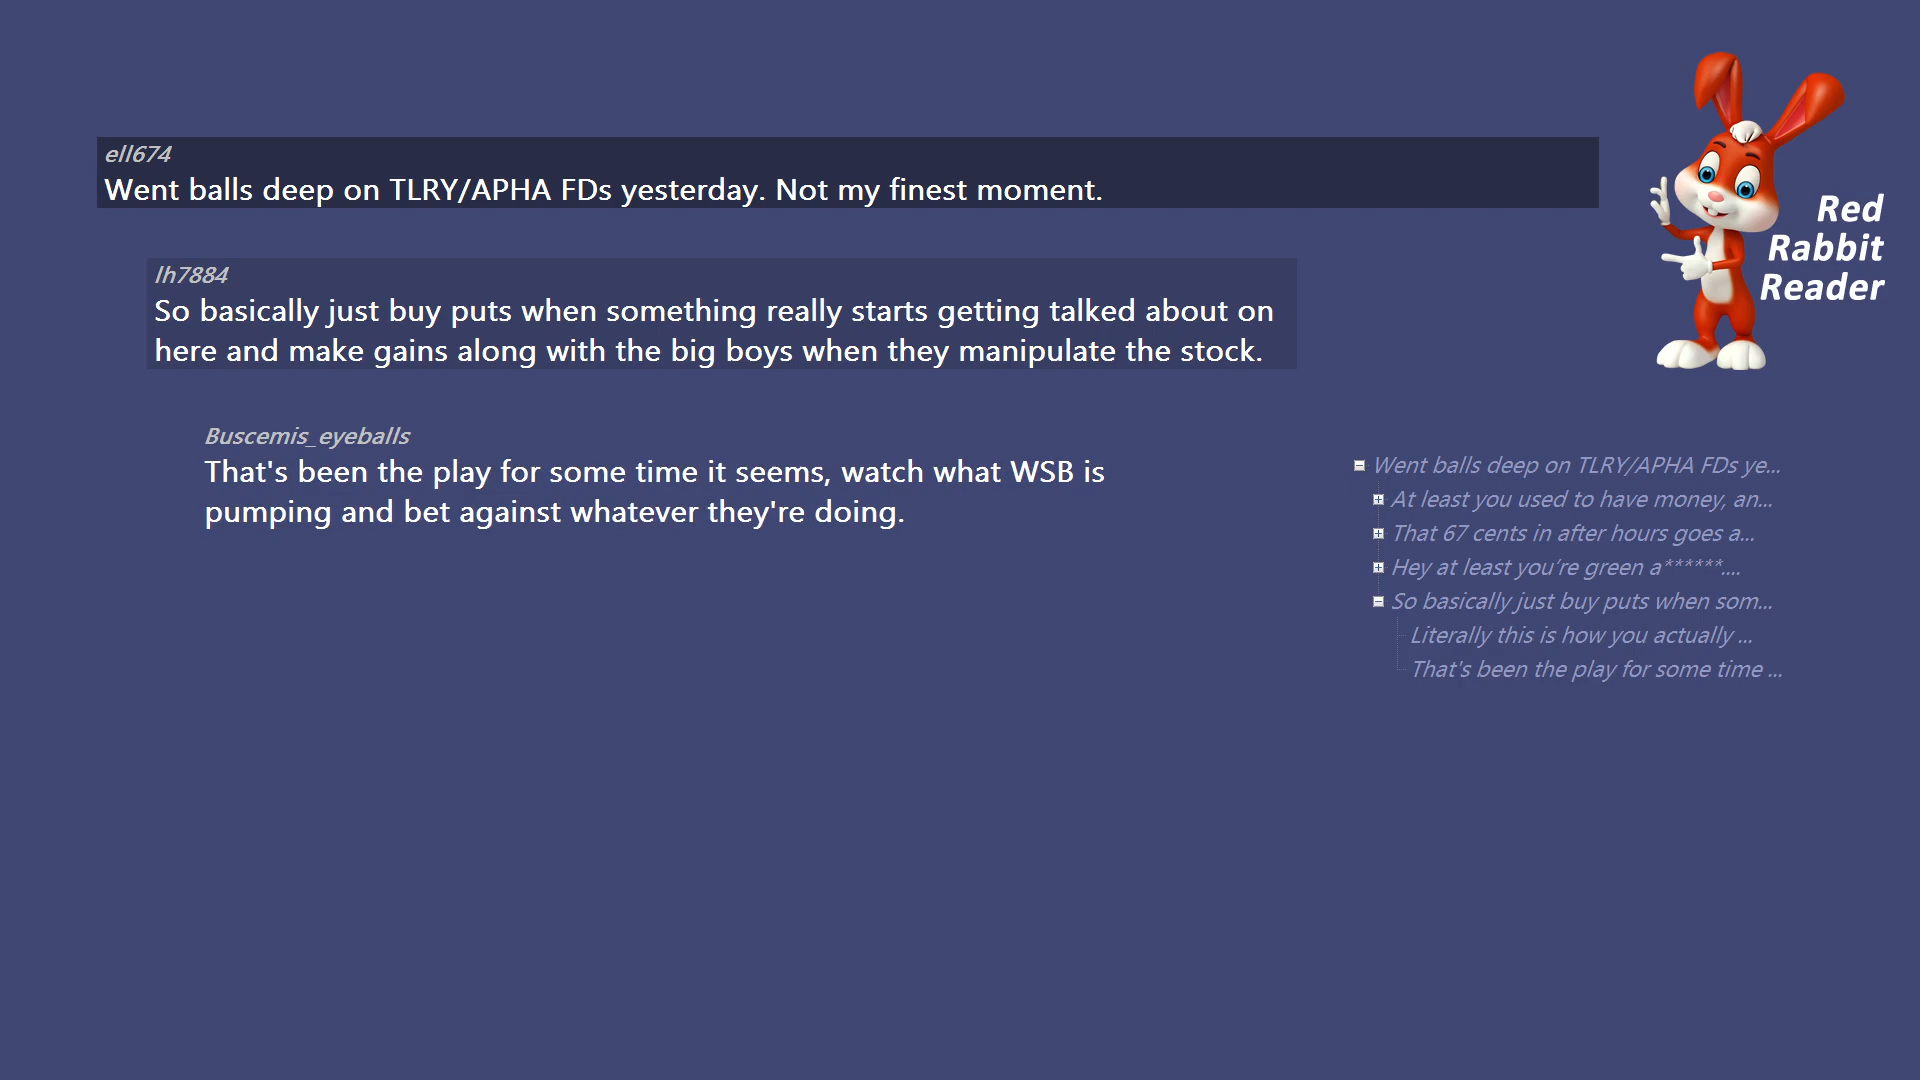 ell674
Went balls deep on TLRY/APHA FDs yesterday. Not my finest moment.
lh7884
So basically just buy puts when something really starts getting talked about on
here and make gains along with the big boys when they manipulate the stock.
Buscemis_eyeballs
That's been the play for some time it seems, watch what WSB is
pumping and bet against whatever they're doing.
Red
Rabbit
Reader
Went balls deep on TLRY/APHA FDs ye...
At least you used to have money, an...
That 67 cents in after hours goes a...
Hey at least you’re green a******....
So basically just buy puts when som...
Literally this is how you actually ...
That's been the play for some time ...